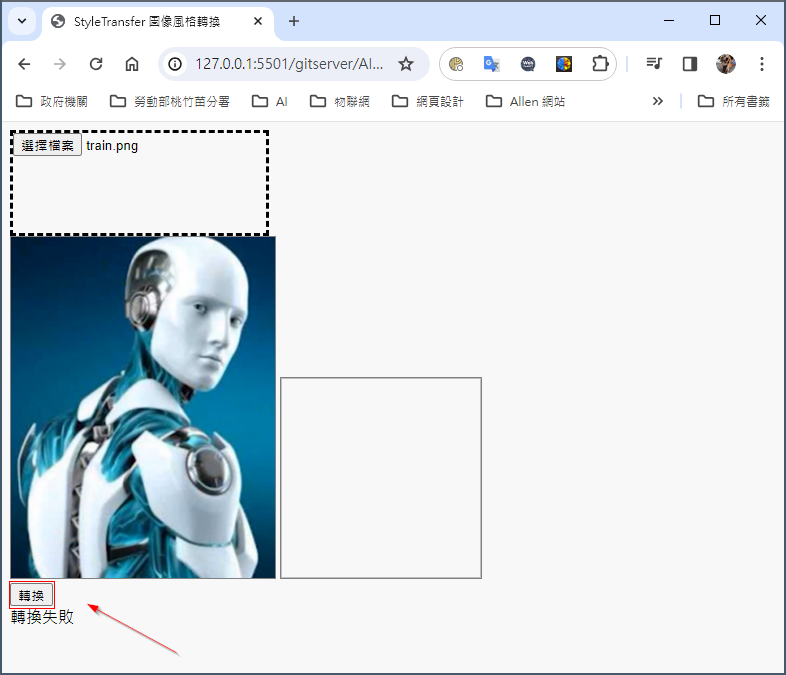 StyleTransfer 圖像風格轉換
127.0.0.1:5501/gitserver/AI...
政府機關 勞動部桃竹苗分署 AI 物聯網 網頁設計 Allen 網站 所有書籤
選擇檔案 train.png
轉換
轉換失敗